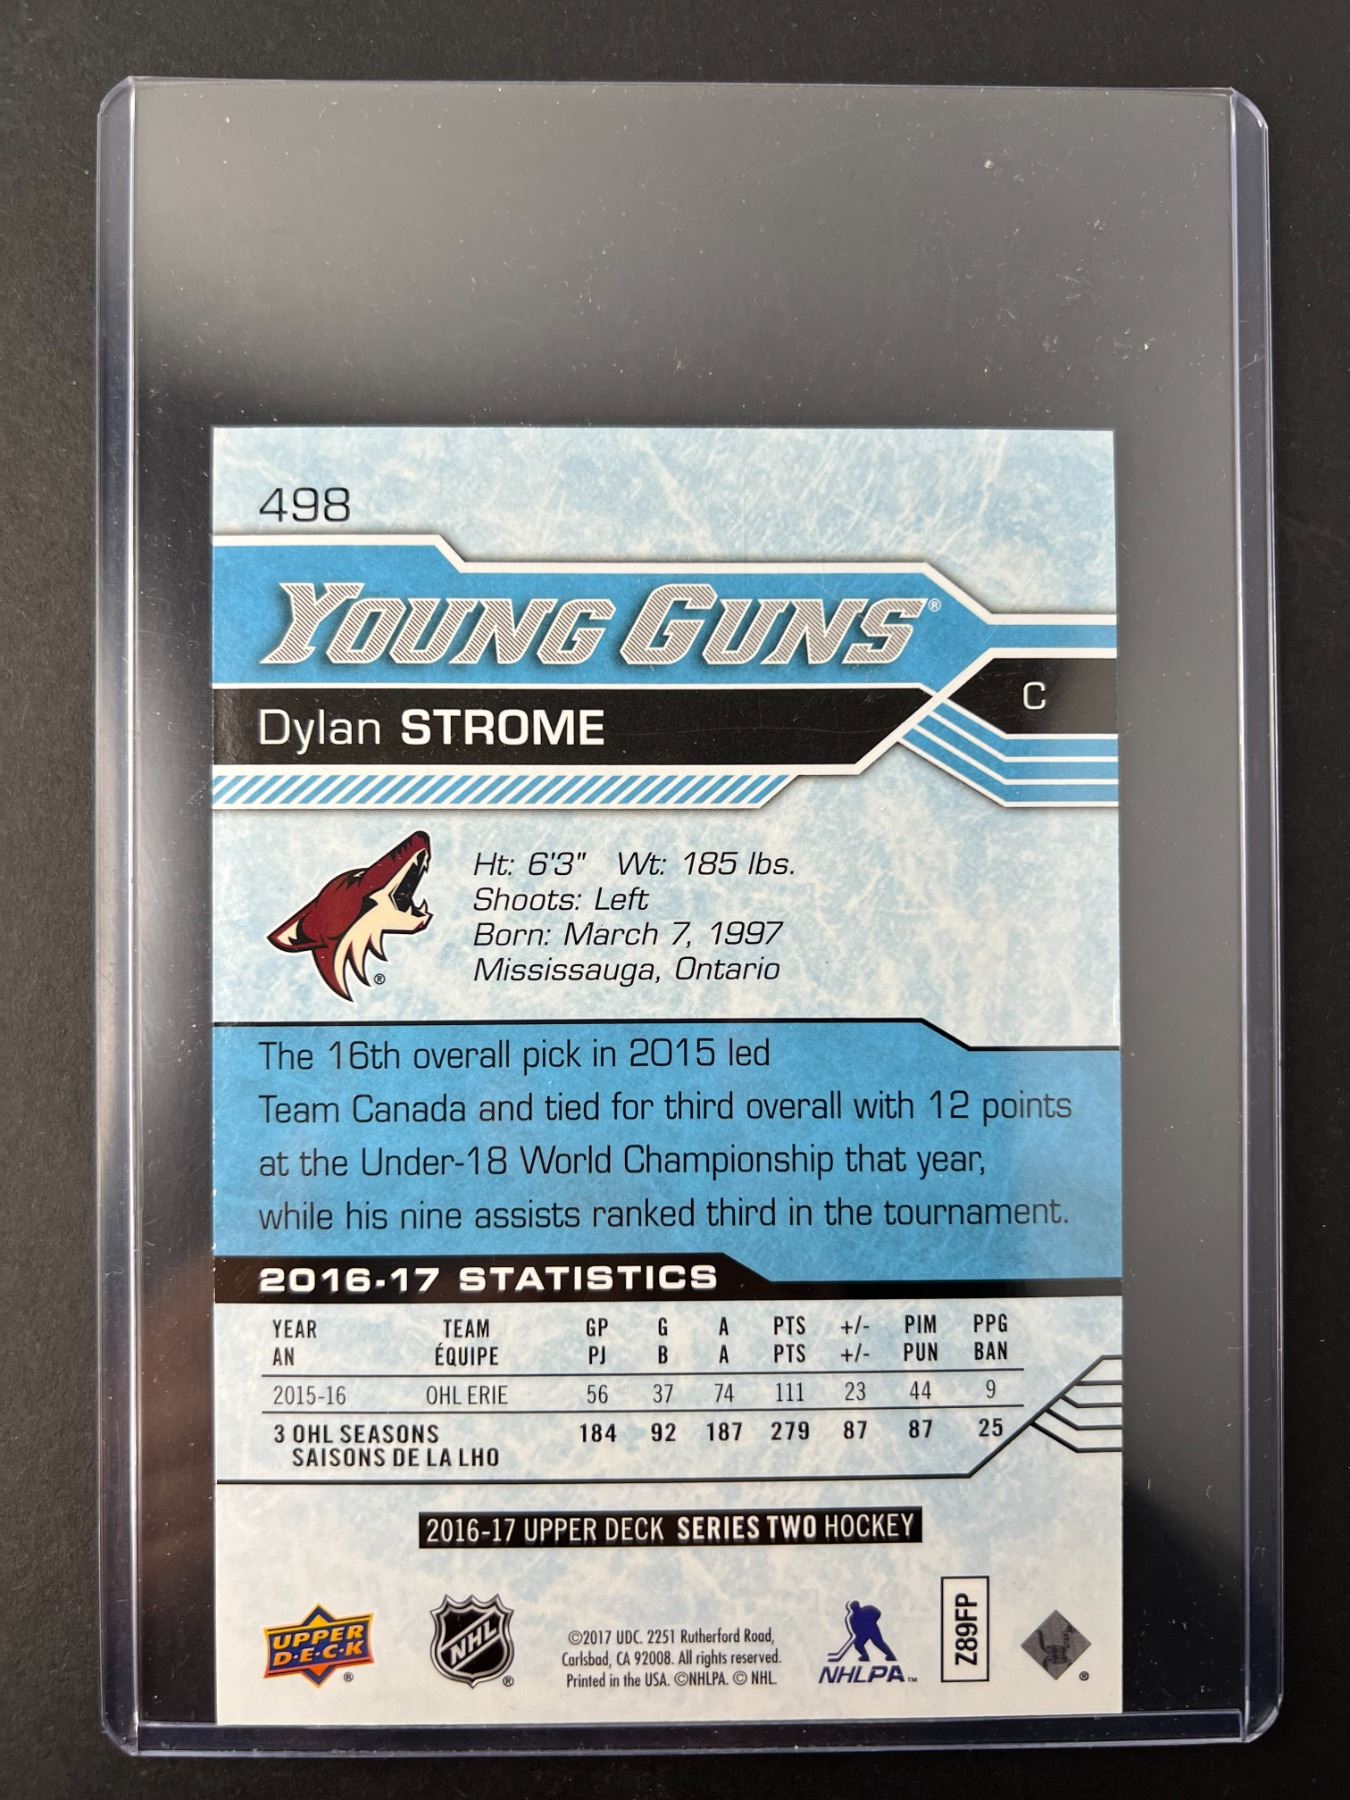 498
YOUNG GUNS®
C
Dylan STROME
Ht: 6'3" Wt: 185 lbs.
Shoots: Left
Born: March 7, 1997
Mississauga, Ontario
®
The 16th overall pick in 2015 led
Team Canada and tied for third overall with 12 points
at the Under-18 World Championship that year,
while his nine assists ranked third in the tournament.
2016-17 STATISTICS
YEAR TEAM GP G A PTS +/- PIM PPG
AN ÉQUIPE PJ B A PTS +/- PUN BAN
2015-16 OHL ERIE 56 37 74 111 23 44 9
3 OHL SEASONS 184 92 187 279 87 87 25
SAISONS DE LA LHO
2016-17 UPPER DECK SERIES TWO HOCKEY
UPPER
D·E·C·K ®
NHL ®
©2017 UDC. 2251 Rutherford Road,
Carlsbad, CA 92008. All rights reserved.
Printed in the USA. ©NHLPA. © NHL.
NHLPA™
Z89FP
®